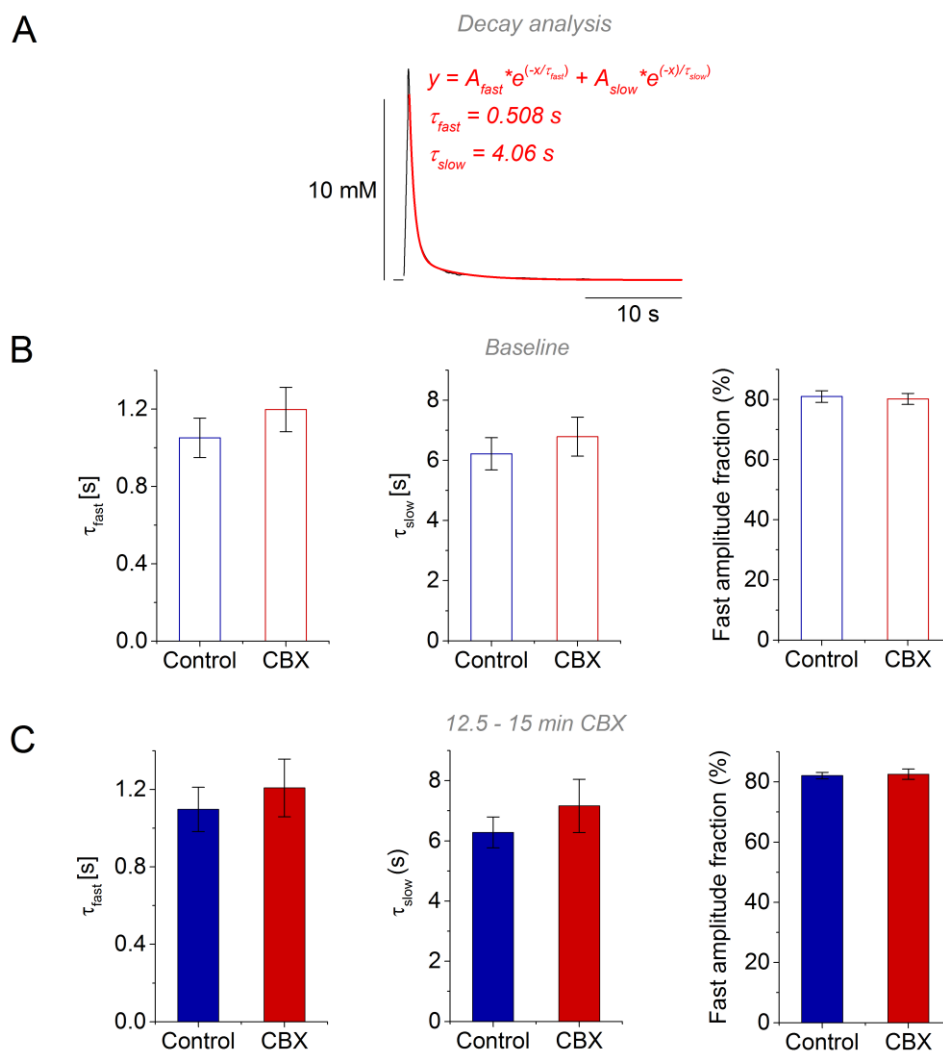 A
Decay analysis
y = A_fast *e^(-x/τ_fast) + A_slow *e^(-x)/τ_slow)
τ_fast = 0.508 s
τ_slow = 4.06 s
10 mM
10 s
B
Baseline
τ_fast [s]
1.2
0.8
0.4
0.0
Control
CBX
τ_slow [s]
8
6
4
2
0
Control
CBX
Fast amplitude fraction (%)
80
60
40
20
0
Control
CBX
C
12.5 - 15 min CBX
τ_fast [s]
1.2
0.8
0.4
0.0
Control
CBX
τ_slow (s)
8
6
4
2
0
Control
CBX
Fast amplitude fraction (%)
80
60
40
20
0
Control
CBX